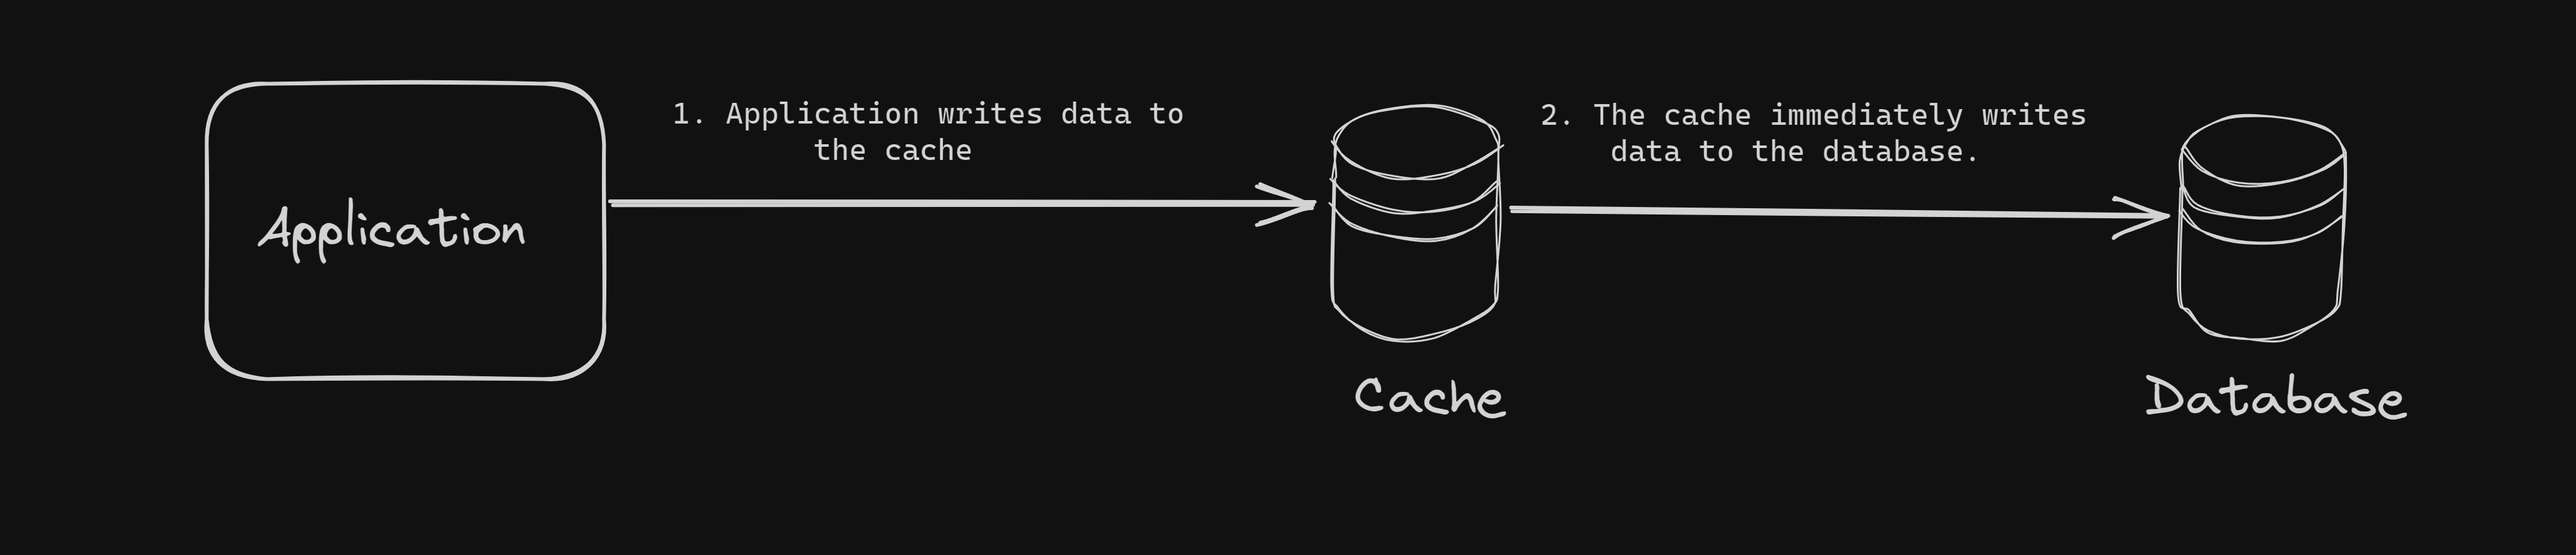 Application
1. Application writes data to
the cache
Cache
2. The cache immediately writes
data to the database.
Database